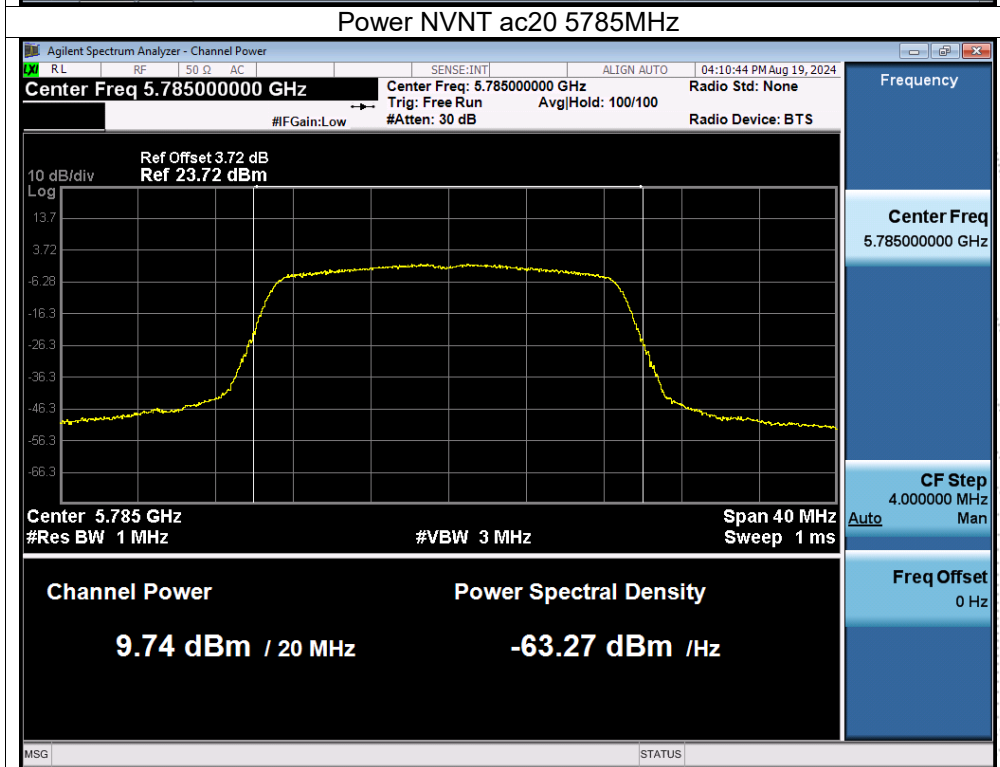 Power NVNT ac20 5785MHz
Agilent Spectrum Analyzer - Channel Power
LXI RL RF 50 Ω AC SENSE:INT ALIGN AUTO 04:10:44 PM Aug 19, 2024
Center Freq 5.785000000 GHz
Center Freq: 5.785000000 GHz
Radio Std: None
Trig: Free Run Avg|Hold: 100/100
#IFGain:Low
#Atten: 30 dB
Radio Device: BTS
Ref Offset 3.72 dB
10 dB/div Ref 23.72 dBm
Log
13.7
3.72
-6.28
-16.3
-26.3
-36.3
-46.3
-56.3
-66.3
Center 5.785 GHz Span 40 MHz
#Res BW 1 MHz #VBW 3 MHz Sweep 1 ms
Channel Power Power Spectral Density
9.74 dBm / 20 MHz -63.27 dBm /Hz
Frequency
Center Freq
5.785000000 GHz
CF Step
4.000000 MHz
Auto Man
Freq Offset
0 Hz
MSG STATUS